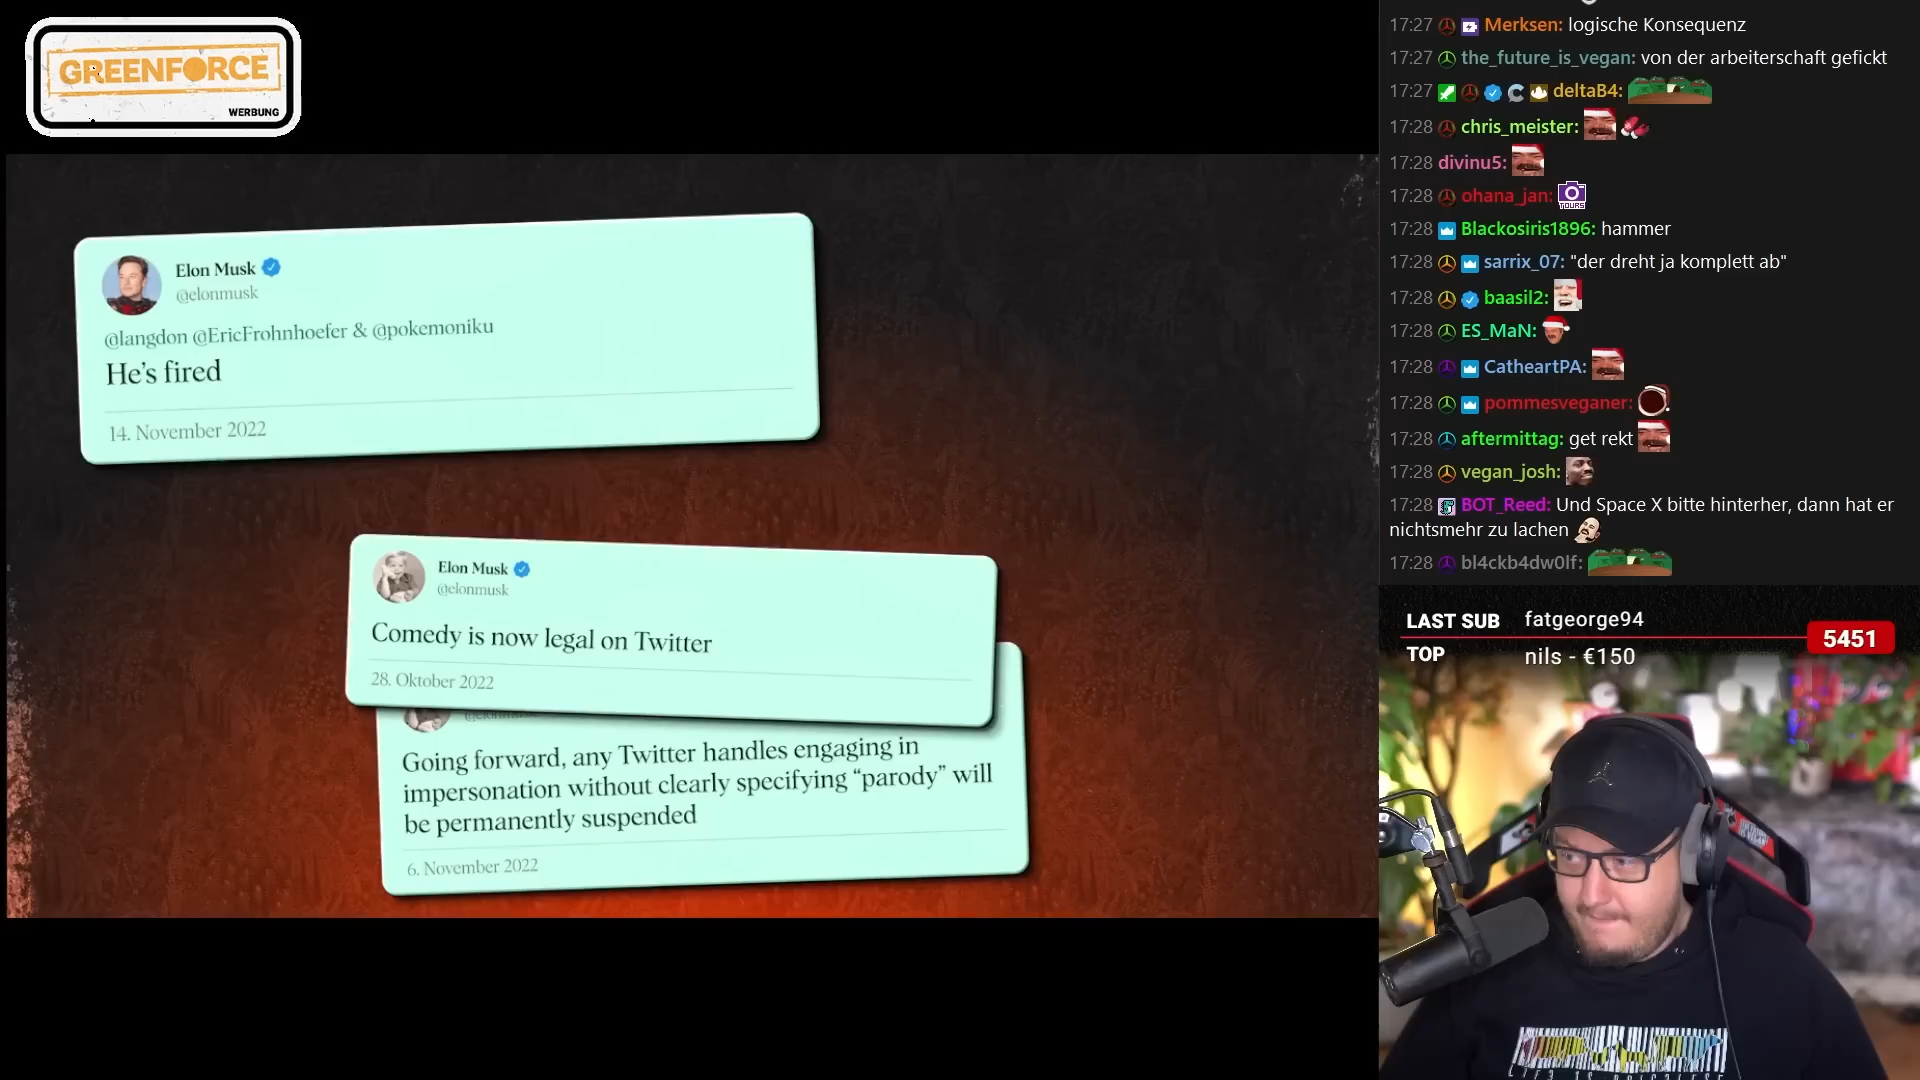 GREENFORCE
WERBUNG
Elon Musk
@elonmusk
@langdon @EricFrohnhoefer & @pokemoniku
He's fired
14. November 2022
Elon Musk
@elonmusk
Comedy is now legal on Twitter
28. Oktober 2022
@elonmusk
Going forward, any Twitter handles engaging in
impersonation without clearly specifying “parody” will
be permanently suspended
6. November 2022
17:27 Merksen: logische Konsequenz
17:27 the_future_is_vegan: von der arbeiterschaft gefickt
17:27 deltaB4:
17:28 chris_meister:
17:28 divinu5:
17:28 ohana_jan: TOURS
17:28 Blackosiris1896: hammer
17:28 sarrix_07: "der dreht ja komplett ab"
17:28 baasil2:
17:28 ES_MaN:
17:28 CatheartPA:
17:28 pommesveganer:
17:28 aftermittag: get rekt
17:28 vegan_josh:
17:28 BOT_Reed: Und Space X bitte hinterher, dann hat er
nichtsmehr zu lachen
17:28 bl4ckb4dw0lf:
LAST SUB fatgeorge94
5451
TOP nils - €150